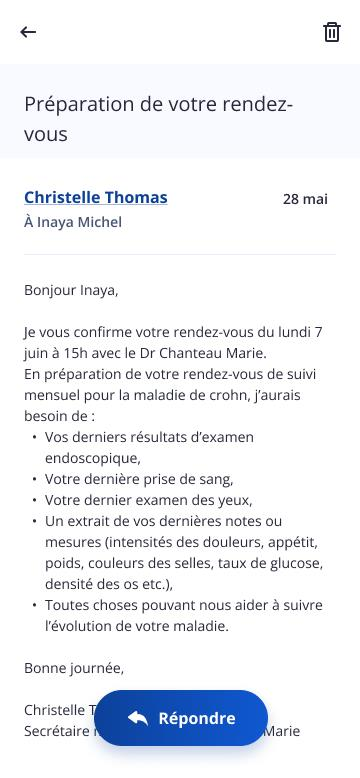 Préparation de votre rendez-
vous
Christelle Thomas 28 mai
À Inaya Michel
Bonjour Inaya,
Je vous confirme votre rendez-vous du lundi 7
juin à 15h avec le Dr Chanteau Marie.
En préparation de votre rendez-vous de suivi
mensuel pour la maladie de crohn, j’aurais
besoin de :
• Vos derniers résultats d’examen
endoscopique,
• Votre dernière prise de sang,
• Votre dernier examen des yeux,
• Un extrait de vos dernières notes ou
mesures (intensités des douleurs, appétit,
poids, couleurs des selles, taux de glucose,
densité des os etc.),
• Toutes choses pouvant nous aider à suivre
l’évolution de votre maladie.
Bonne journée,
Christelle
Répondre
Secrétaire Marie